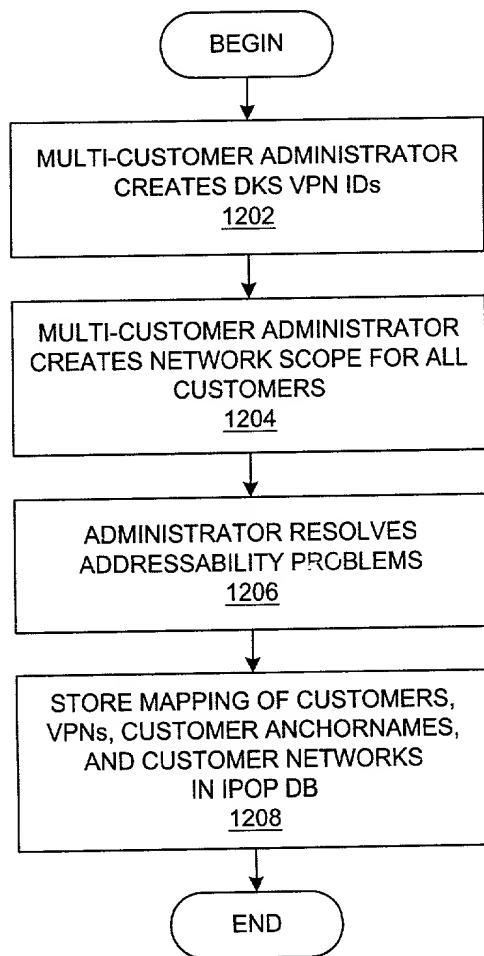 BEGIN
MULTI-CUSTOMER ADMINISTRATOR
CREATES DKS VPN IDs
1202
MULTI-CUSTOMER ADMINISTRATOR
CREATES NETWORK SCOPE FOR ALL
CUSTOMERS
1204
ADMINISTRATOR RESOLVES
ADDRESSABILITY PROBLEMS
1206
STORE MAPPING OF CUSTOMERS,
VPNs, CUSTOMER ANCHORNAMES,
AND CUSTOMER NETWORKS
IN IPOP DB
1208
END